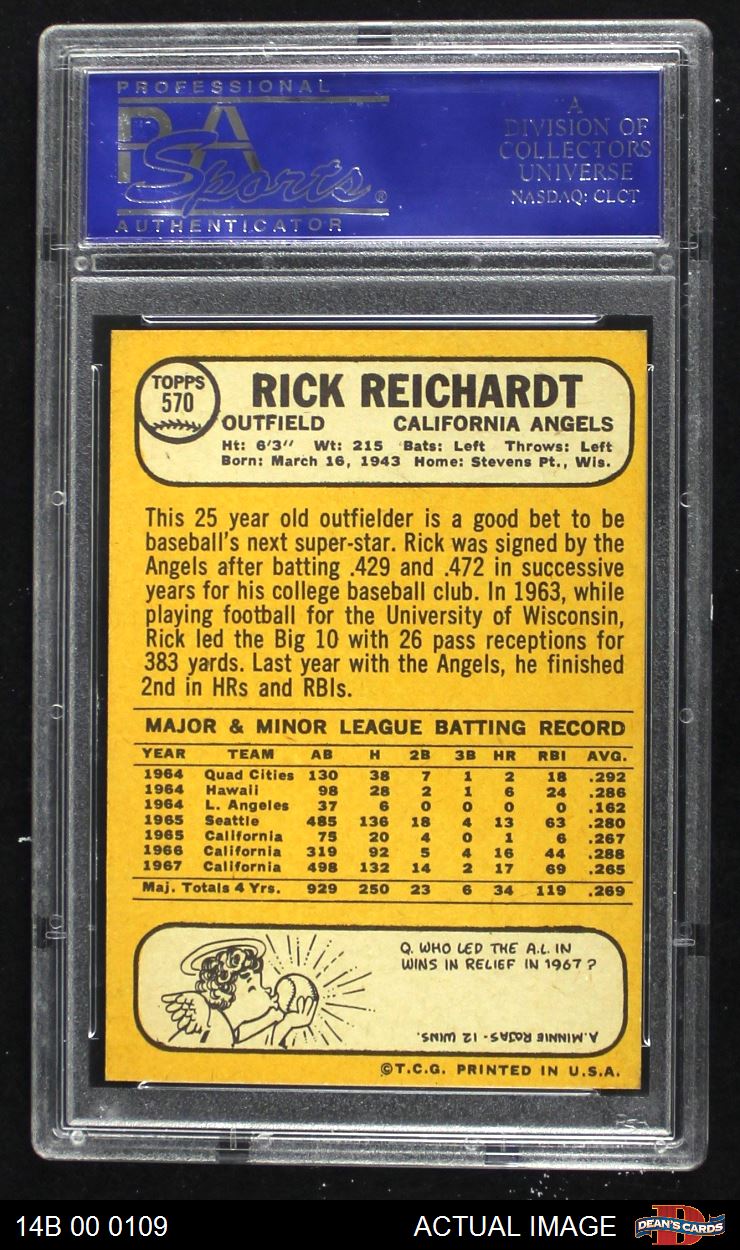 PROFESSIONAL
PSA
Sports®
AUTHENTICATOR
A
DIVISION OF
COLLECTORS
UNIVERSE
NASDAQ: CLCT
TOPPS
570
RICK REICHARDT
OUTFIELD CALIFORNIA ANGELS
Ht: 6'3" Wt: 215 Bats: Left Throws: Left
Born: March 16, 1943 Home: Stevens Pt., Wis.
This 25 year old outfielder is a good bet to be
baseball's next super-star. Rick was signed by the
Angels after batting .429 and .472 in successive
years for his college baseball club. In 1963, while
playing football for the University of Wisconsin,
Rick led the Big 10 with 26 pass receptions for
383 yards. Last year with the Angels, he finished
2nd in HRs and RBIs.
MAJOR & MINOR LEAGUE BATTING RECORD
YEAR TEAM AB H 2B 3B HR RBI AVG.
1964 Quad Cities 130 38 7 1 2 18 .292
1964 Hawaii 98 28 2 1 6 24 .286
1964 L. Angeles 37 6 0 0 0 0 .162
1965 Seattle 485 136 18 4 13 63 .280
1965 California 75 20 4 0 1 6 .267
1966 California 319 92 5 4 16 44 .288
1967 California 498 132 14 2 17 69 .265
Maj. Totals 4 Yrs. 929 250 23 6 34 119 .269
Q. WHO LED THE A.L. IN
WINS IN RELIEF IN 1967?
A. MINNIE ROJAS - 12 WINS.
©T.C.G. PRINTED IN U.S.A.
14B 00 0109 ACTUAL IMAGE
DEAN'S CARDS